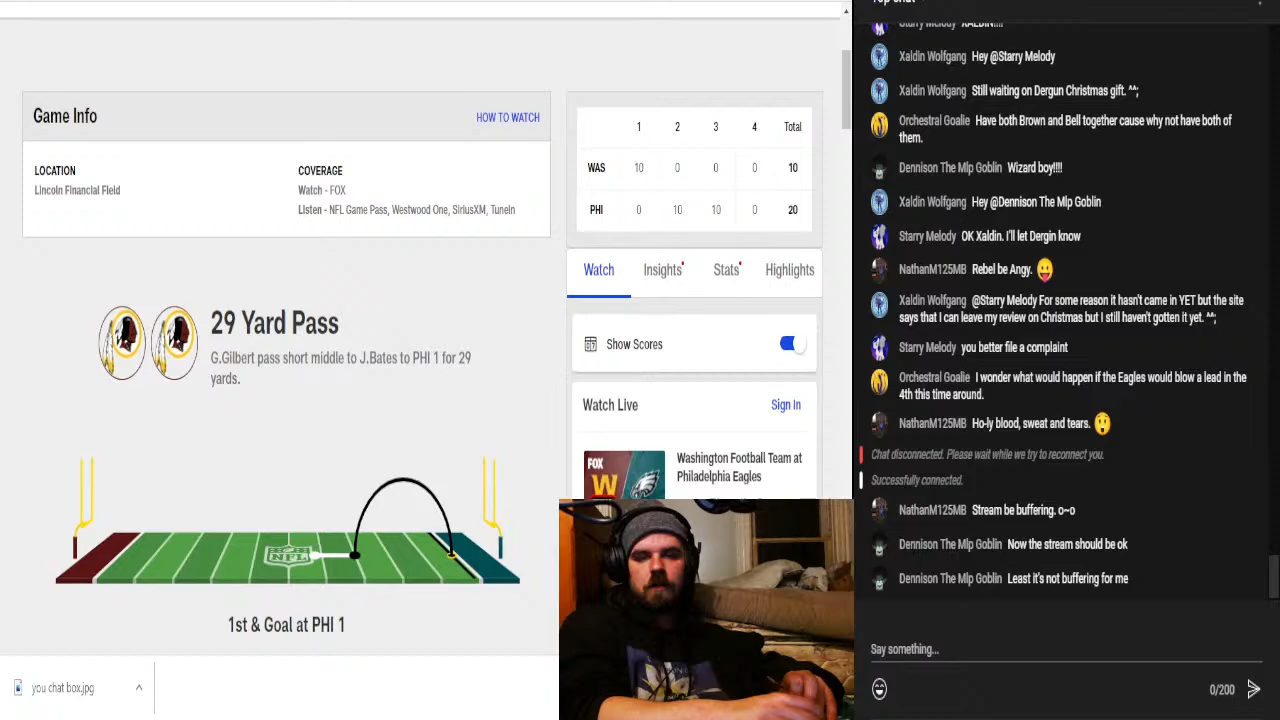 Game Info
HOW TO WATCH
LOCATION
Lincoln Financial Field
COVERAGE
Watch - FOX
Listen - NFL Game Pass, Westwood One, SiriusXM, TuneIn
29 Yard Pass
G.Gilbert pass short middle to J.Bates to PHI 1 for 29
yards.
NFL
1st & Goal at PHI 1
you chat box.jpg
1 2 3 4 Total
WAS 10 0 0 0 10
PHI 0 10 10 0 20
Watch Insights Stats Highlights
Show Scores
Watch Live
Sign In
FOX
W
Washington Football Team at
Philadelphia Eagles
Xaldin Wolfgang Hey @Starry Melody
Xaldin Wolfgang Still waiting on Dergun Christmas gift. ^^;
Orchestral Goalie Have both Brown and Bell together cause why not have both of
them.
Dennison The Mlp Goblin Wizard boy!!!!
Xaldin Wolfgang Hey @Dennison The Mlp Goblin
Starry Melody OK Xaldin. I'll let Dergin know
NathanM125MB Rebel be Angy. 😛
Xaldin Wolfgang @Starry Melody For some reason it hasn't came in YET but the site
says that I can leave my review on Christmas but I still haven't gotten it yet. ^^;
Starry Melody you better file a complaint
Orchestral Goalie I wonder what would happen if the Eagles would blow a lead in the
4th this time around.
NathanM125MB Ho-ly blood, sweat and tears. 😲
Chat disconnected. Please wait while we try to reconnect you.
Successfully connected.
NathanM125MB Stream be buffering. o~o
Dennison The Mlp Goblin Now the stream should be ok
Dennison The Mlp Goblin Least it's not buffering for me
Say something...
0/200